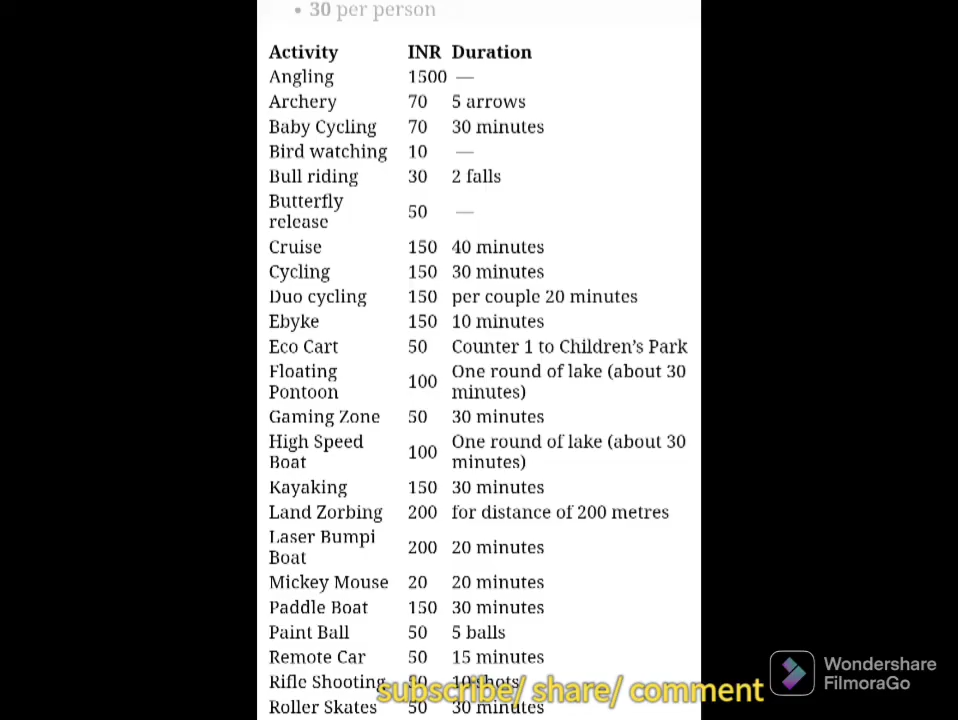 • 30 per person
Activity INR Duration
Angling 1500 —
Archery 70 5 arrows
Baby Cycling 70 30 minutes
Bird watching 10 —
Bull riding 30 2 falls
Butterfly
release 50 —
Cruise 150 40 minutes
Cycling 150 30 minutes
Duo cycling 150 per couple 20 minutes
Ebyke 150 10 minutes
Eco Cart 50 Counter 1 to Children’s Park
Floating
Pontoon 100 One round of lake (about 30
minutes)
Gaming Zone 50 30 minutes
High Speed
Boat 100 One round of lake (about 30
minutes)
Kayaking 150 30 minutes
Land Zorbing 200 for distance of 200 metres
Laser Bumpi
Boat 200 20 minutes
Mickey Mouse 20 20 minutes
Paddle Boat 150 30 minutes
Paint Ball 50 5 balls
Remote Car 50 15 minutes
Rifle Shooting 10 shots
Roller Skates 50 30 minutes
subscribe/ share/ comment
Wondershare
FilmoraGo